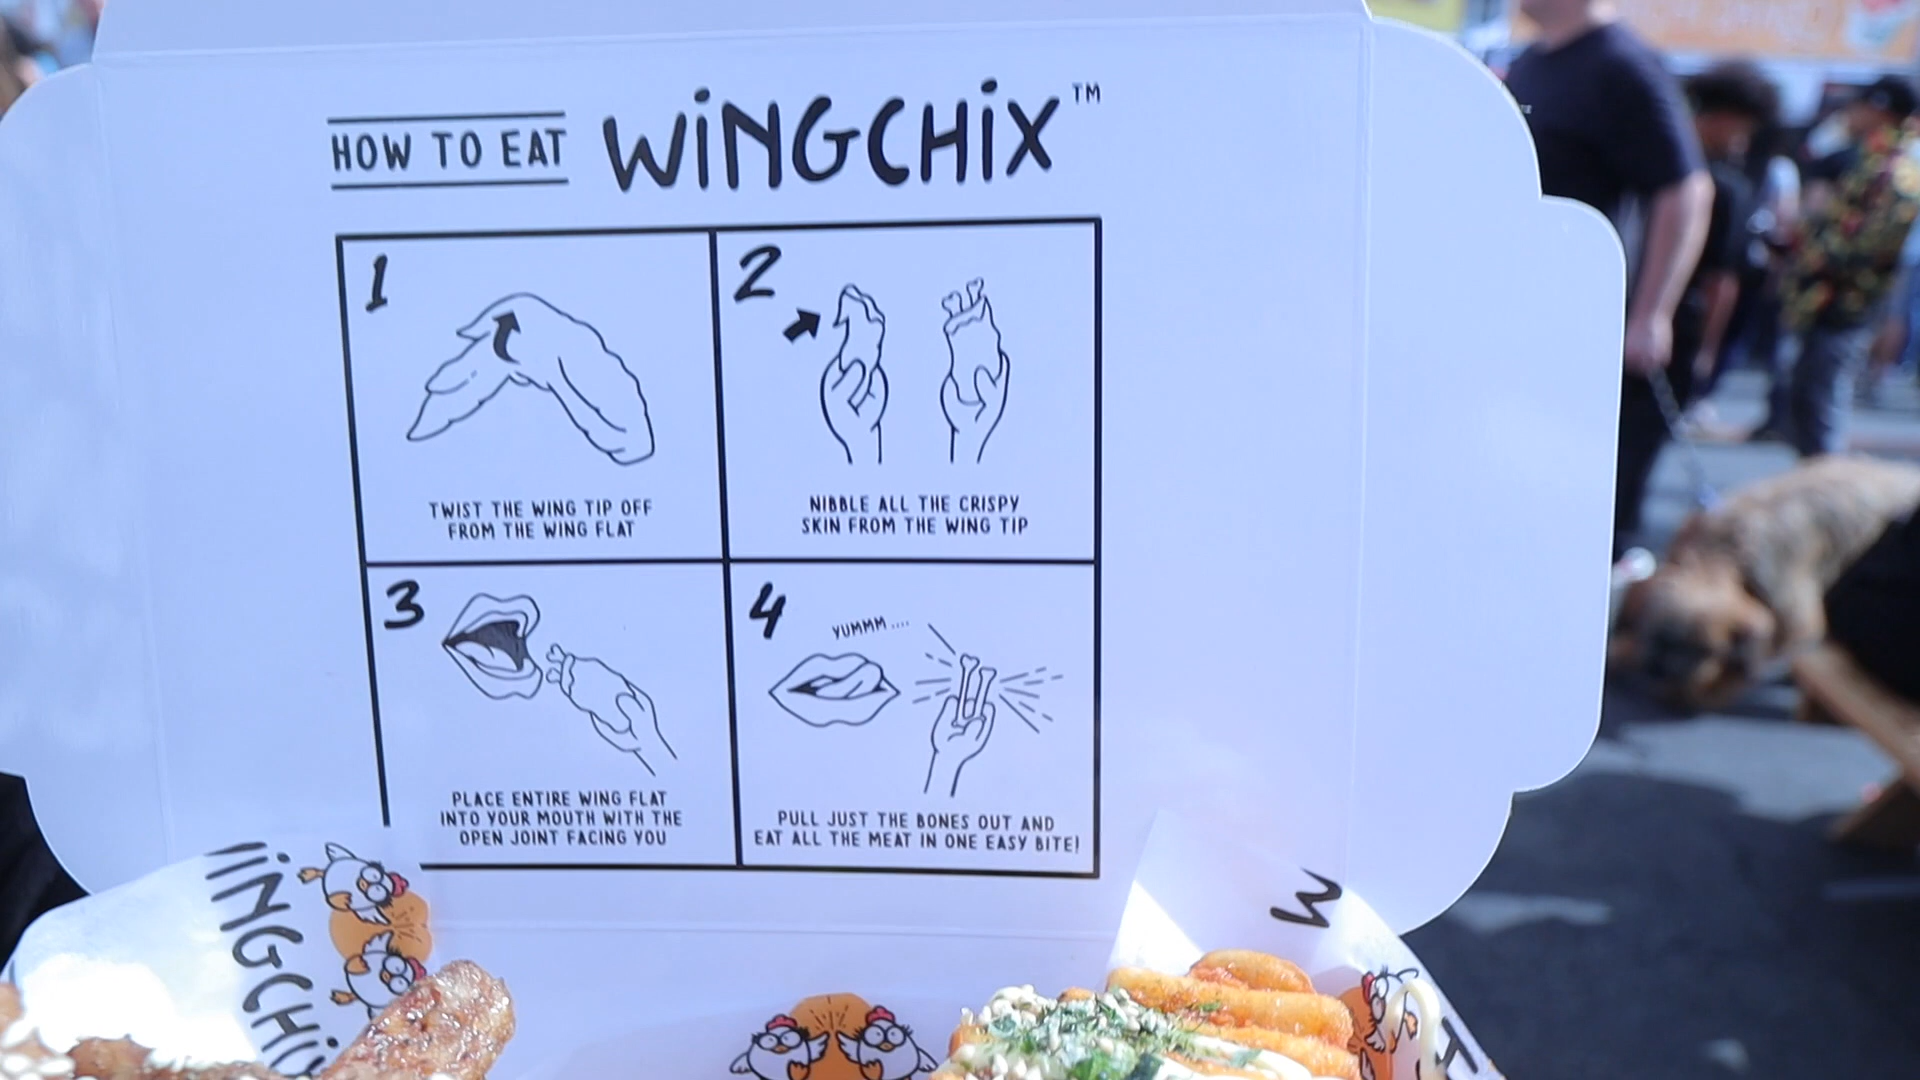 HOW TO EAT WiNGCHiX™
1
TWIST THE WING TIP OFF
FROM THE WING FLAT
2
NIBBLE ALL THE CRISPY
SKIN FROM THE WING TIP
3
PLACE ENTIRE WING FLAT
INTO YOUR MOUTH WITH THE
OPEN JOINT FACING YOU
4
YUMMM ....
PULL JUST THE BONES OUT AND
EAT ALL THE MEAT IN ONE EASY BITE!
iNGCHi
W